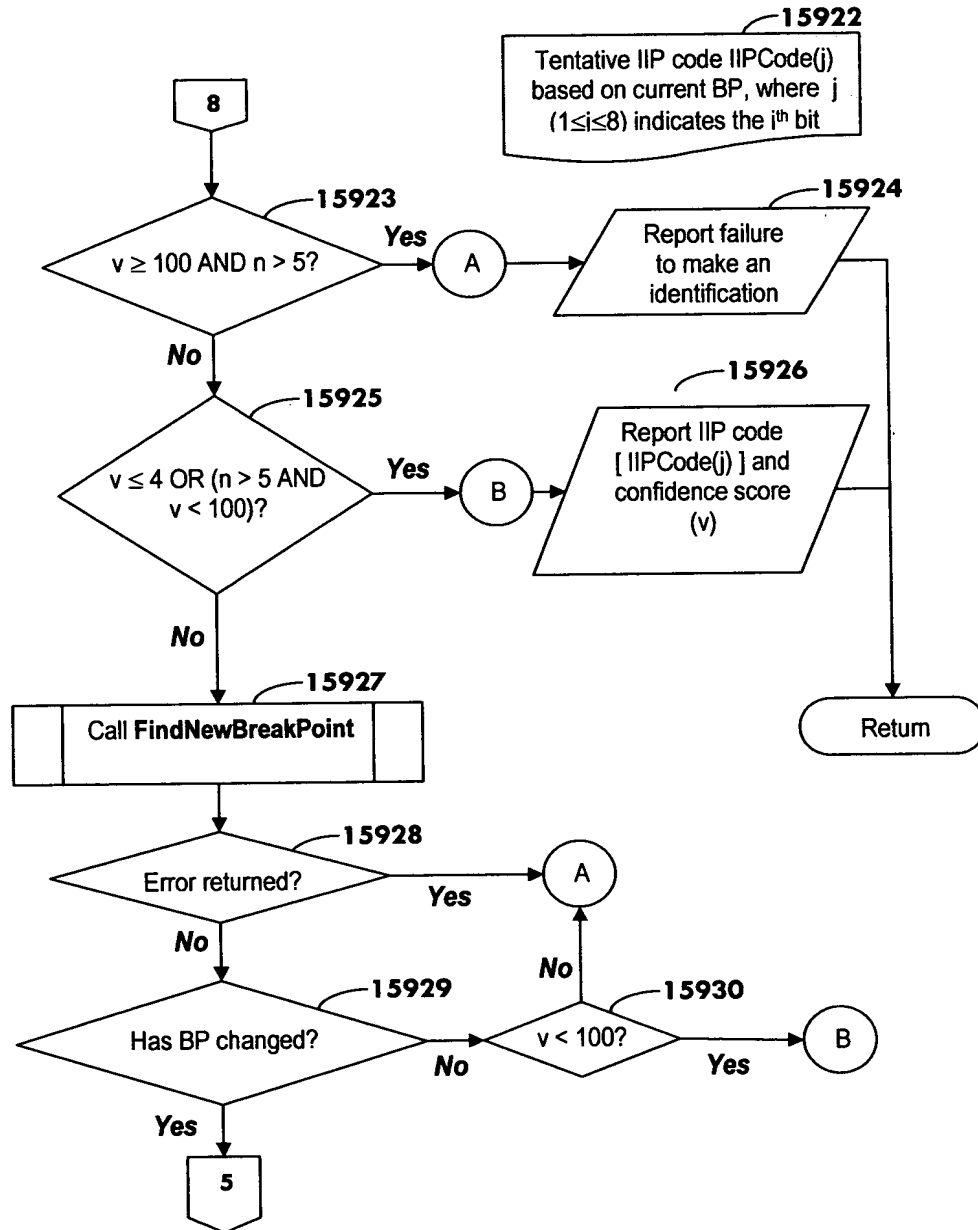 15922
Tentative IIP code IIPCode(j)
based on current BP, where j
(1≤j≤8) indicates the jth bit
8
15923
v ≥ 100 AND n > 5?
Yes
A
15924
Report failure
to make an
identification
No
15925
v ≤ 4 OR (n > 5 AND
v < 100)?
Yes
B
15926
Report IIP code
[ IIPCode(j) ] and
confidence score
(v)
No
15927
Call FindNewBreakPoint
Return
15928
Error returned?
Yes
A
No
15929
Has BP changed?
No
No
15930
v < 100?
Yes
B
Yes
5